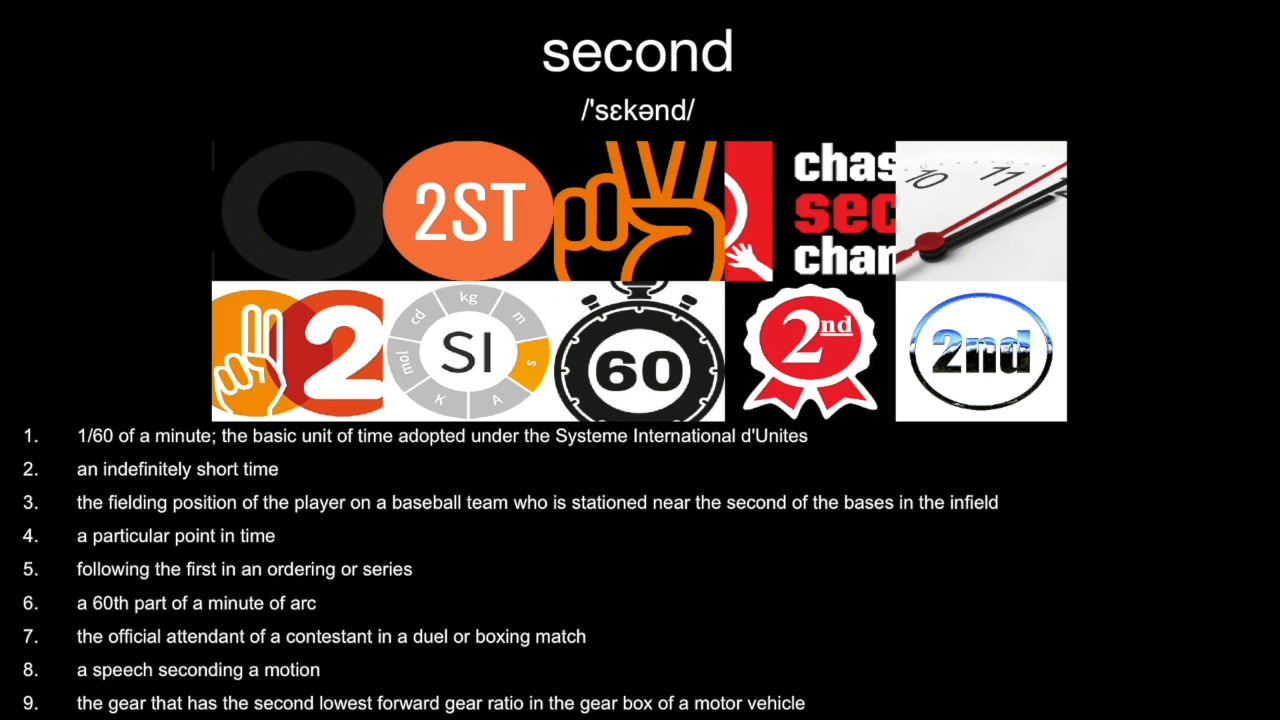 second
/'sɛkənd/
2ST
chas
sec
chan
10 11
2
kg
cd
m
mol
SI
s
K
A
60
2nd
2nd
1. 1/60 of a minute; the basic unit of time adopted under the Systeme International d'Unites
2. an indefinitely short time
3. the fielding position of the player on a baseball team who is stationed near the second of the bases in the infield
4. a particular point in time
5. following the first in an ordering or series
6. a 60th part of a minute of arc
7. the official attendant of a contestant in a duel or boxing match
8. a speech seconding a motion
9. the gear that has the second lowest forward gear ratio in the gear box of a motor vehicle